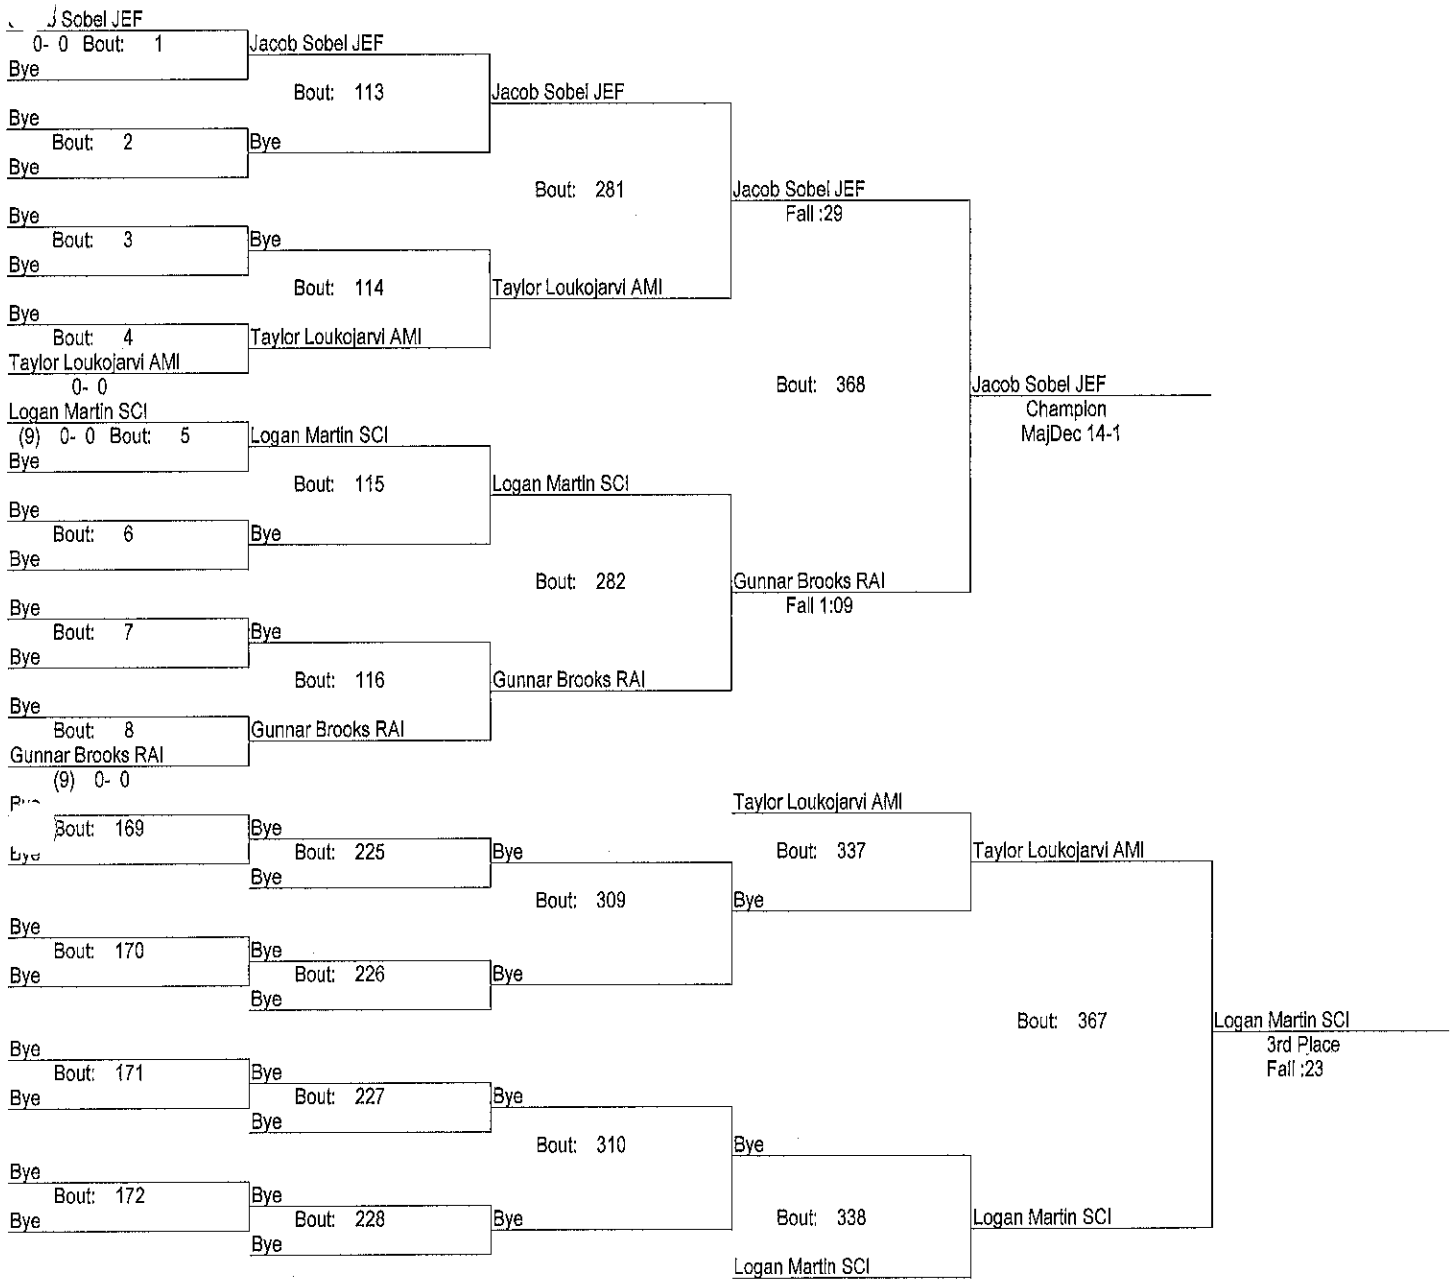 Sobel JEF
0- 0 Bout: 1
Bye
Jacob Sobel JEF
Bout: 113
Bye
Bout: 2
Bye
Bye
Jacob Sobel JEF
Bout: 281
Bye
Bout: 3
Bye
Bye
Bout: 114
Bye
Bout: 4
Taylor Loukojarvi AMI
0- 0
Taylor Loukojarvi AMI
Taylor Loukojarvi AMI
Jacob Sobel JEF
Fall :29
Bout: 368
Logan Martin SCI
(9) 0- 0 Bout: 5
Bye
Logan Martin SCI
Bout: 115
Bye
Bout: 6
Bye
Bye
Logan Martin SCI
Bout: 282
Bye
Bout: 7
Bye
Bye
Bout: 116
Bye
Bout: 8
Gunnar Brooks RAI
(9) 0- 0
Gunnar Brooks RAI
Gunnar Brooks RAI
Gunnar Brooks RAI
Fall 1:09
Jacob Sobel JEF
Champion
MajDec 14-1
Bout: 169
Bye
Bye
Bout: 225
Bye
Bye
Bout: 309
Bye
Bout: 170
Bye
Bye
Bout: 226
Bye
Bye
Taylor Loukojarvi AMI
Bout: 337
Bye
Taylor Loukojarvi AMI
Bout: 367
Bye
Bout: 171
Bye
Bye
Bout: 227
Bye
Bye
Bout: 310
Bye
Bout: 172
Bye
Bye
Bout: 228
Bye
Bye
Bye
Bout: 338
Logan Martin SCI
Logan Martin SCI
Logan Martin SCI
3rd Place
Fall :23